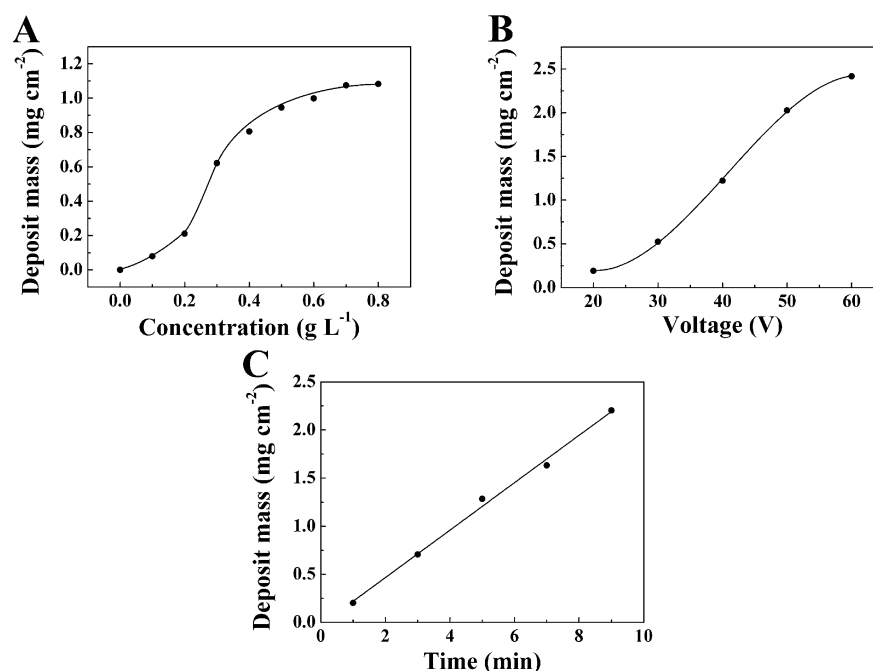 A
Deposit mass (mg cm⁻²)
1.2
1.0
0.8
0.6
0.4
0.2
0.0
0.0 0.2 0.4 0.6 0.8
Concentration (g L⁻¹)
B
Deposit mass (mg cm⁻²)
2.5
2.0
1.5
1.0
0.5
0.0
20 30 40 50 60
Voltage (V)
C
Deposit mass (mg cm⁻²)
2.5
2.0
1.5
1.0
0.5
0.0
0 2 4 6 8 10
Time (min)